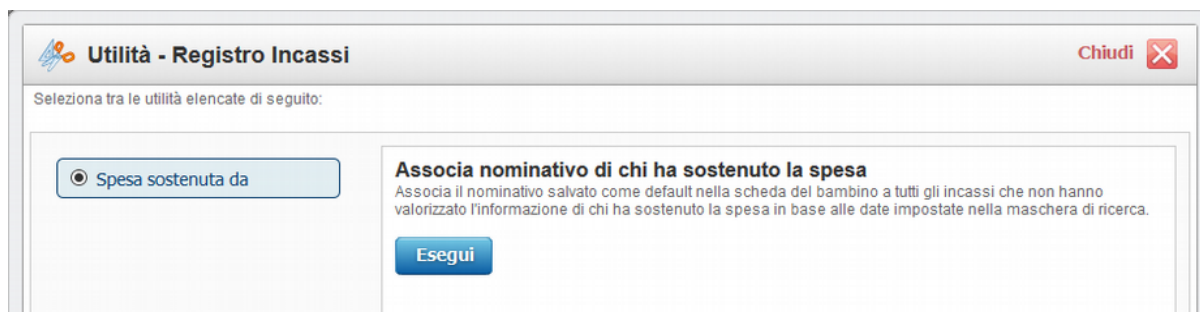 Utilità - Registro Incassi
Chiudi
Seleziona tra le utilità elencate di seguito:
Spesa sostenuta da
Associa nominativo di chi ha sostenuto la spesa
Associa il nominativo salvato come default nella scheda del bambino a tutti gli incassi che non hanno
valorizzato l'informazione di chi ha sostenuto la spesa in base alle date impostate nella maschera di ricerca.
Esegui